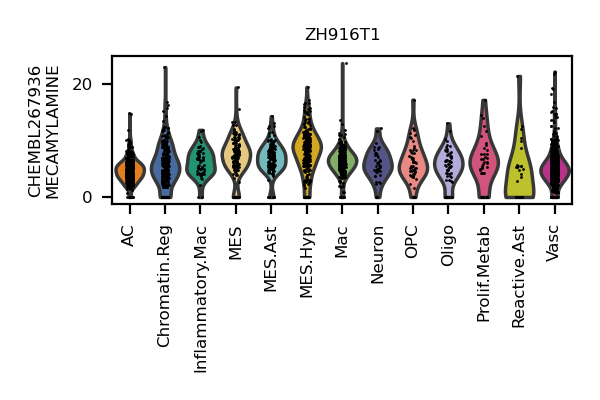 ZH916T1
CHEMBL267936
MECAMYLAMINE
20
0
AC
Chromatin.Reg
Inflammatory.Mac
MES
MES.Ast
MES.Hyp
Mac
Neuron
OPC
Oligo
Prolif.Metab
Reactive.Ast
Vasc